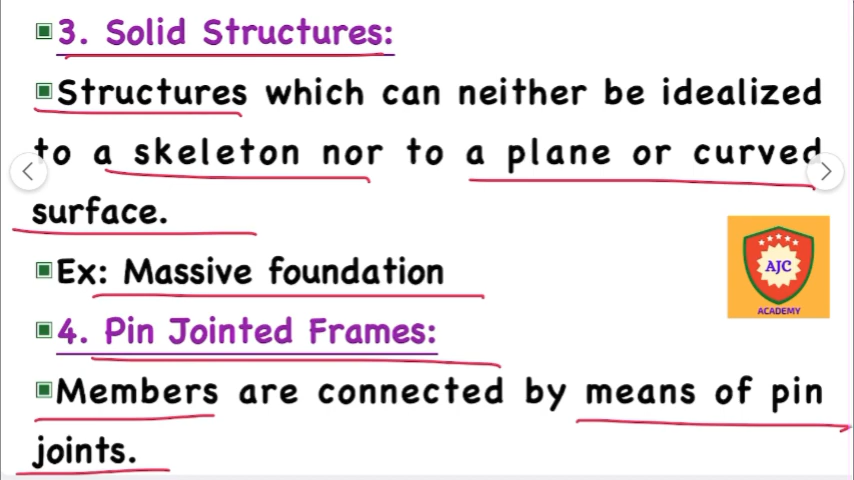 3. Solid Structures:
Structures which can neither be idealized
to a skeleton nor to a plane or curved
surface.
Ex: Massive foundation
AJC
ACADEMY
4. Pin Jointed Frames:
Members are connected by means of pin
joints.